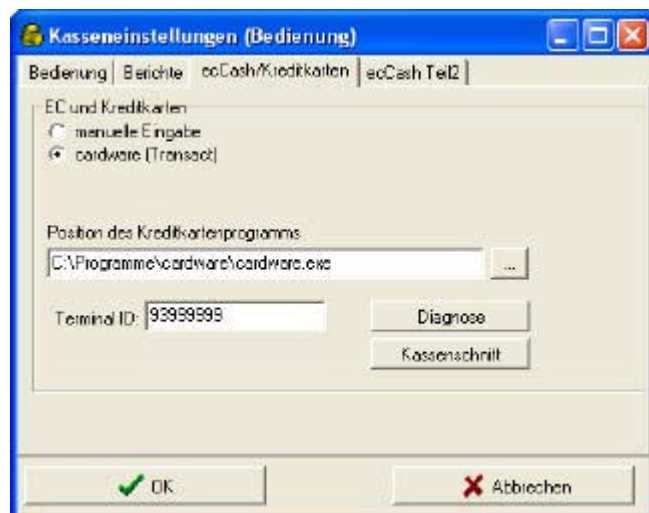 Kasseneinstellungen (Bedienung)
Bedienung Berichte ecCash/Kreditkarten ecCash Teil2
EC und Kreditkarten
manuelle Eingabe
cardware (Transact)
Position des Kreditkartenprogramms
C:\Programme\cardware\cardware.exe ...
Terminal ID: 93999999 Diagnose
Kassenschnitt
OK Abbrechen